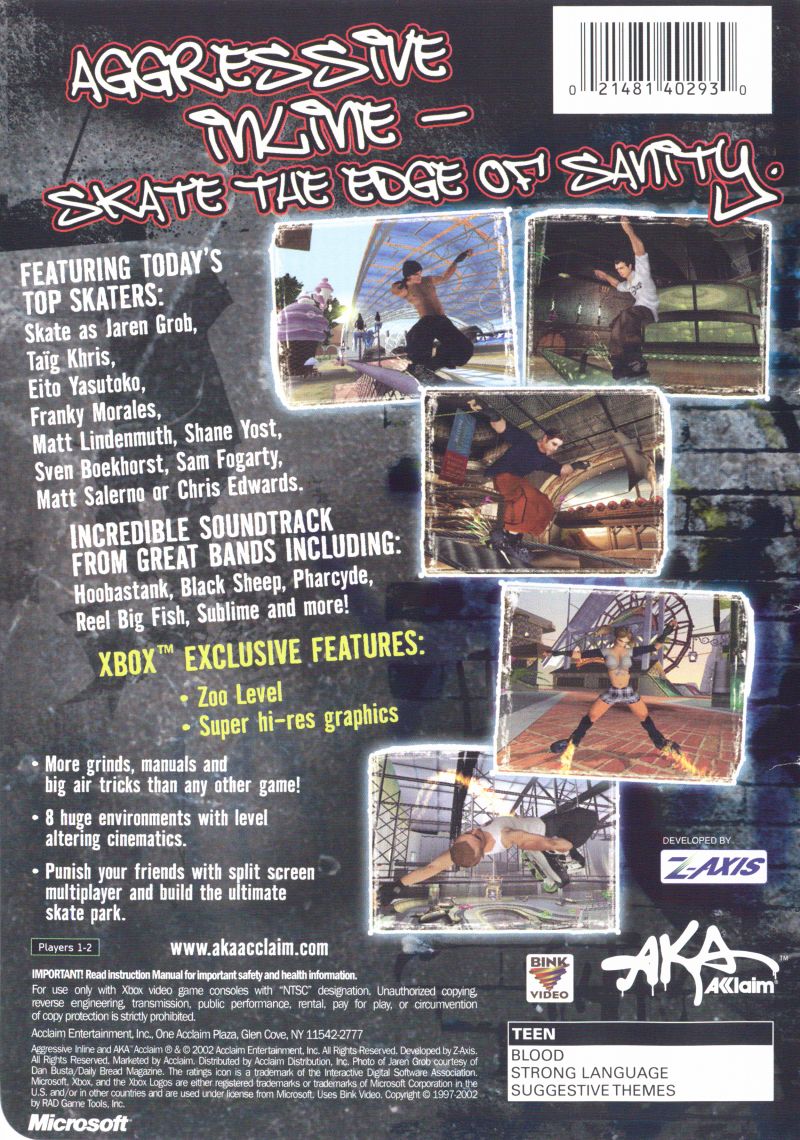 AGGRESSIVE
INLINE –
SKATE THE EDGE OF SANITY.
0 21481 40293 0
FEATURING TODAY'S
TOP SKATERS:
Skate as Jaren Grob,
Taïg Khris,
Eito Yasutoko,
Franky Morales,
Matt Lindenmuth, Shane Yost,
Sven Boekhorst, Sam Fogarty,
Matt Salerno or Chris Edwards.
INCREDIBLE SOUNDTRACK
FROM GREAT BANDS INCLUDING:
Hoobastank, Black Sheep, Pharcyde,
Reel Big Fish, Sublime and more!
XBOX™ EXCLUSIVE FEATURES:
• Zoo Level
• Super hi-res graphics
• More grinds, manuals and
big air tricks than any other game!
• 8 huge environments with level
altering cinematics.
• Punish your friends with split screen
multiplayer and build the ultimate
skate park.
DEVELOPED BY
Z-AXIS
Players 1-2
www.akaacclaim.com
BINK
VIDEO
AKA™
Acclaim
IMPORTANT! Read Instruction Manual for important safety and health information.
For use only with Xbox video game consoles with "NTSC" designation. Unauthorized copying,
reverse engineering, transmission, public performance, rental, pay for play, or circumvention
of copy protection is strictly prohibited.
Acclaim Entertainment, Inc., One Acclaim Plaza, Glen Cove, NY 11542-2777
Aggressive Inline and AKA™ Acclaim ® & © 2002 Acclaim Entertainment, Inc. All Rights Reserved. Developed by Z-Axis.
All Rights Reserved. Marketed by Acclaim. Distributed by Acclaim Distribution, Inc. Photo of Jaren Grob courtesy of
Dan Busta/Daily Bread Magazine. The ratings icon is a trademark of the Interactive Digital Software Association.
Microsoft, Xbox, and the Xbox Logos are either registered trademarks or trademarks of Microsoft Corporation in the
U.S. and/or in other countries and are used under license from Microsoft. Uses Bink Video. Copyright © 1997-2002
by RAD Game Tools, Inc.
TEEN
BLOOD
STRONG LANGUAGE
SUGGESTIVE THEMES
Microsoft